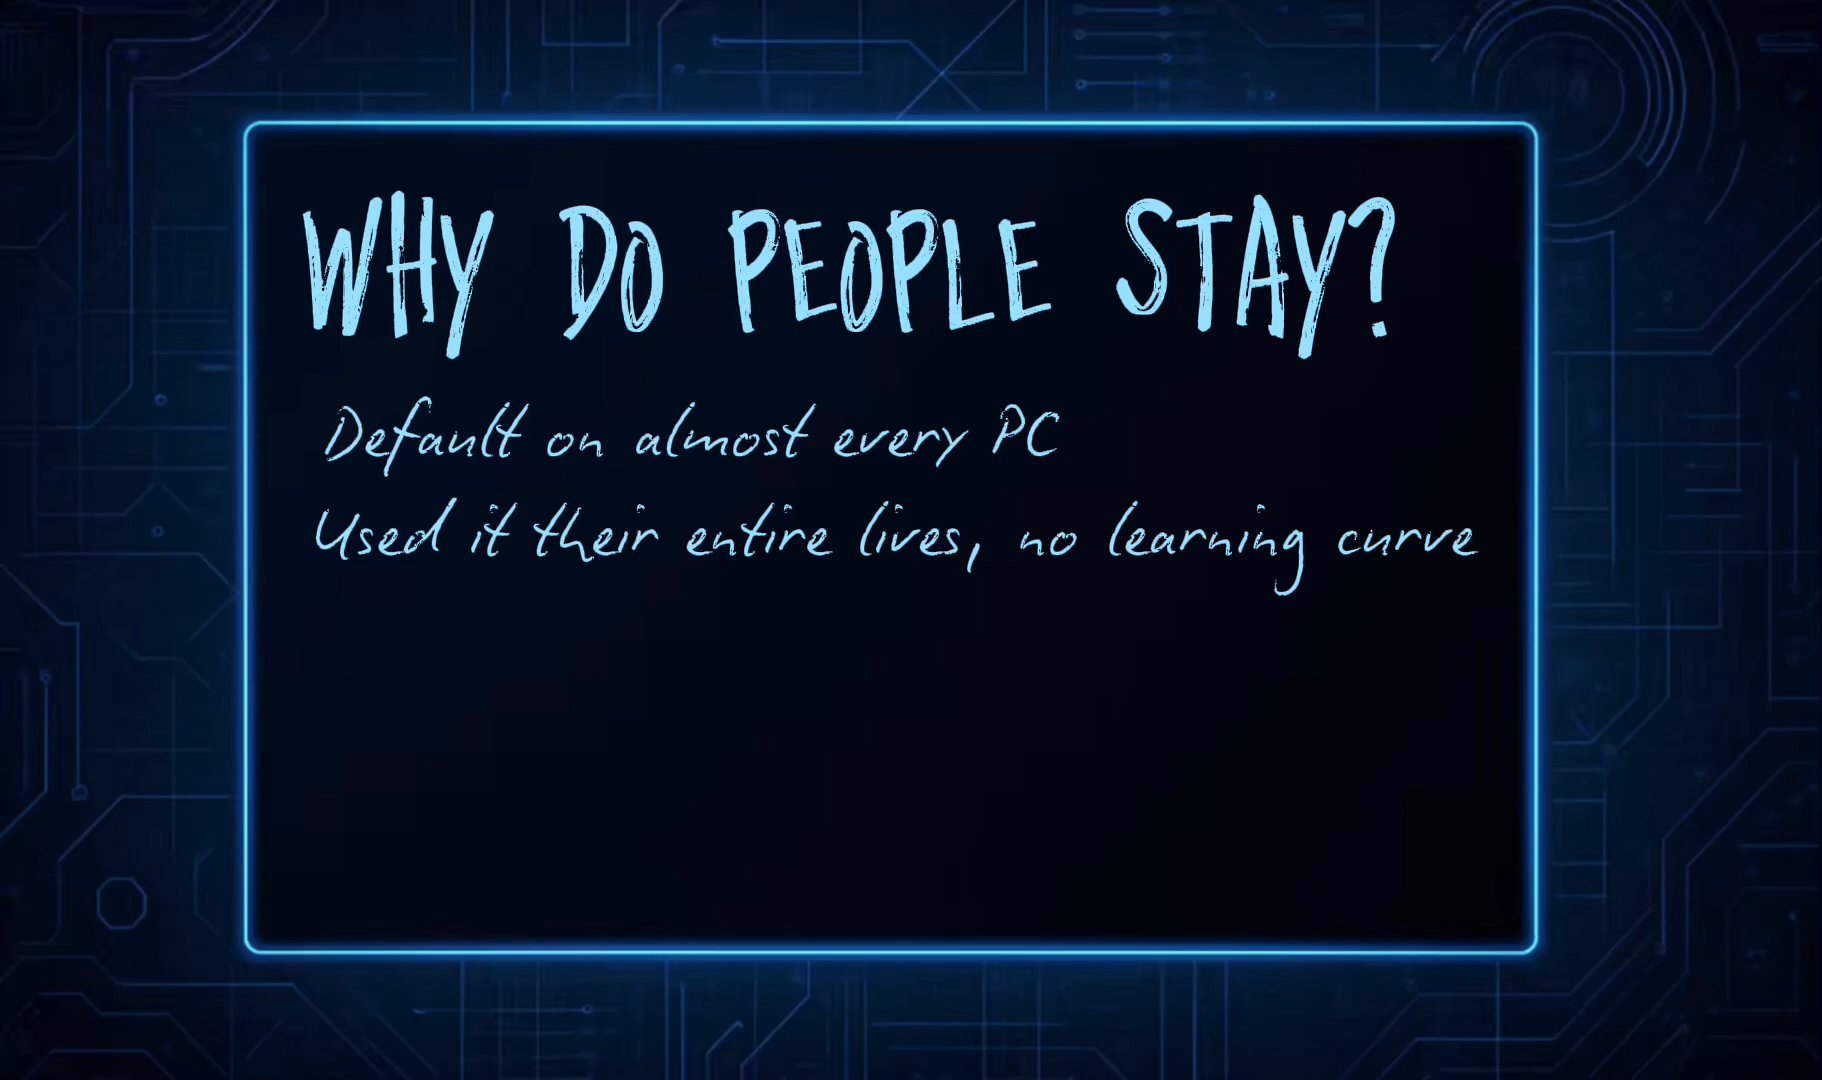 WHY DO PEOPLE STAY?
Default on almost every PC
Used it their entire lives, no learning curve